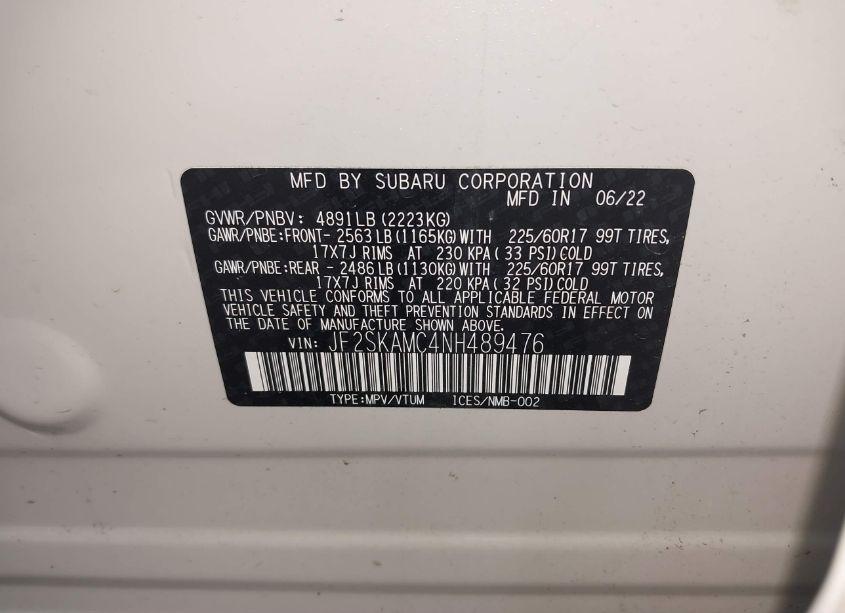 MFD BY SUBARU CORPORATION
MFD IN 06/22
GVWR/PNBV: 4891LB(2223KG)
GAWR/PNBE:FRONT- 2563LB(1165KG)WITH 225/60R17 99T TIRES,
17X7J RIMS AT 230 KPA(33 PSI)COLD
GAWR/PNBE:REAR - 2486LB(1130KG)WITH 225/60R17 99T TIRES,
17X7J RIMS AT 220 KPA(32 PSI)COLD
THIS VEHICLE CONFORMS TO ALL APPLICABLE FEDERAL MOTOR
VEHICLE SAFETY AND THEFT PREVENTION STANDARDS IN EFFECT ON
THE DATE OF MANUFACTURE SHOWN ABOVE.
VIN: JF2SKAMC4NH489476
TYPE:MPV/VTUM ICES/NMB-002